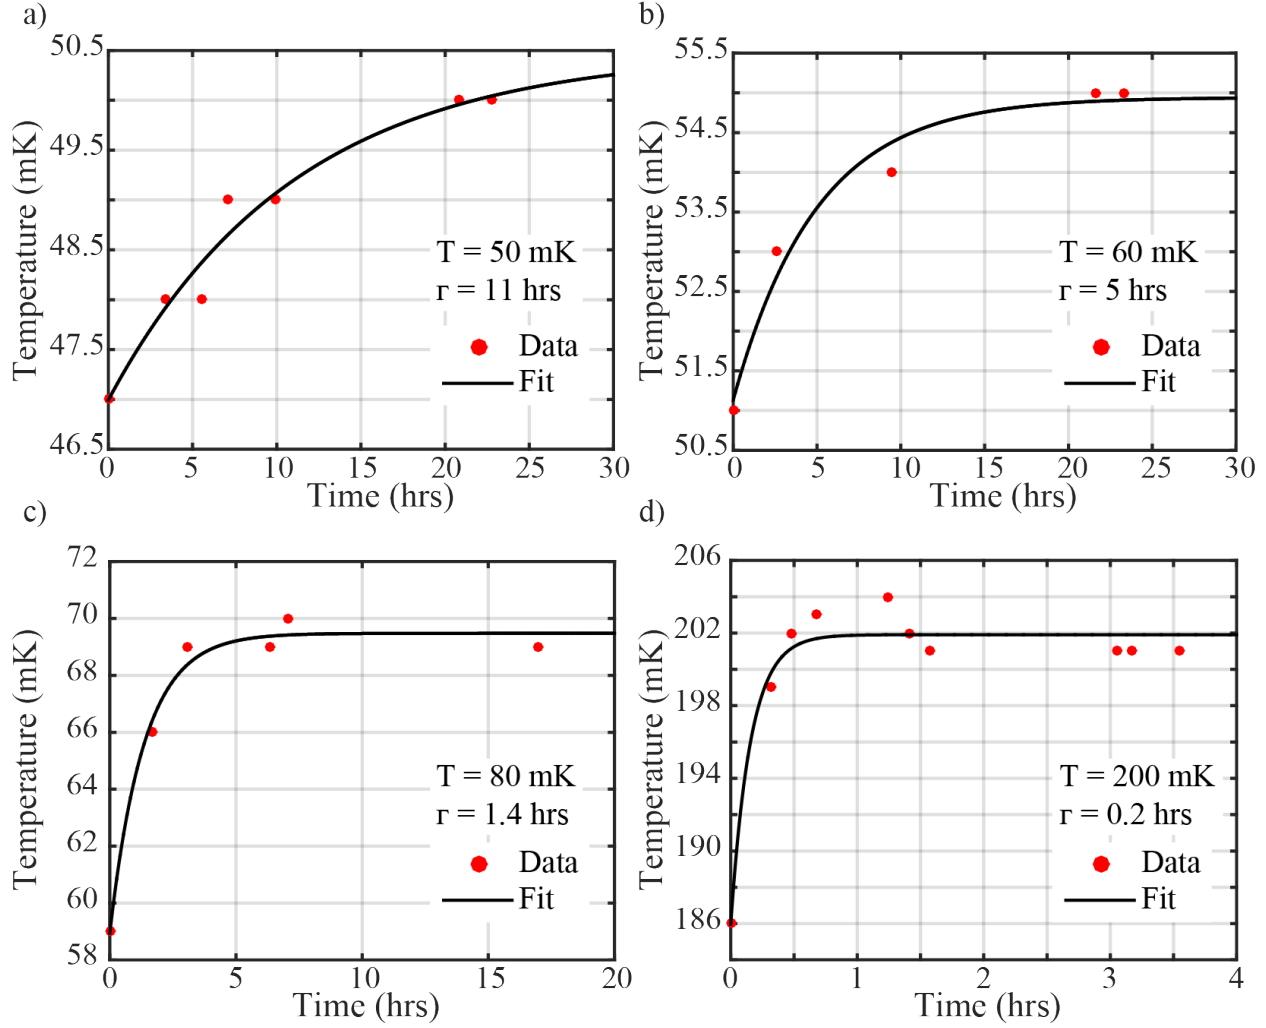 a)
50.5
49.5
48.5
47.5
46.5
Temperature (mK)
T = 50 mK
г = 11 hrs
Data
Fit
0 5 10 15 20 25 30
Time (hrs)
b)
55.5
54.5
53.5
52.5
51.5
50.5
Temperature (mK)
T = 60 mK
г = 5 hrs
Data
Fit
0 5 10 15 20 25 30
Time (hrs)
c)
72
70
68
66
64
62
60
58
Temperature (mK)
T = 80 mK
г = 1.4 hrs
Data
Fit
0 5 10 15 20
Time (hrs)
d)
206
202
198
194
190
186
Temperature (mK)
T = 200 mK
г = 0.2 hrs
Data
Fit
0 1 2 3 4
Time (hrs)